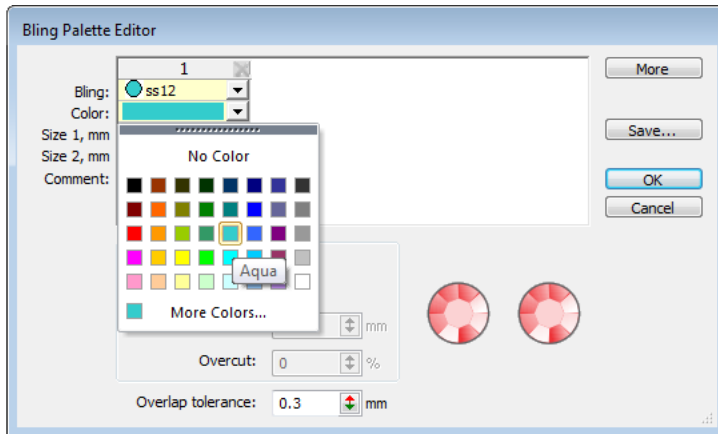 Bling Palette Editor
1
More
Bling:
ss12
Color:
Size 1, mm
Save...
Size 2, mm
No Color
Comment:
OK
Cancel
Aqua
More Colors...
mm
Overcut:
0
%
Overlap tolerance:
0.3
mm